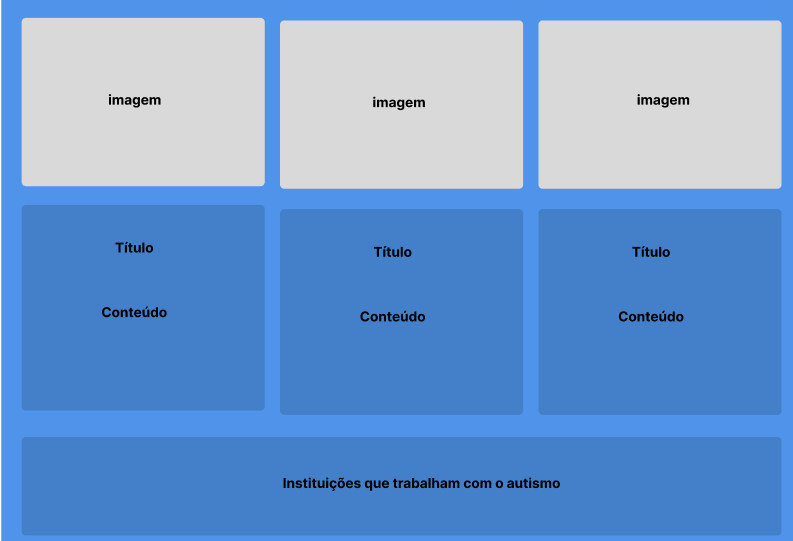 imagem
imagem
imagem
Título
Título
Título
Conteúdo
Conteúdo
Conteúdo
Instituições que trabalham com o autismo